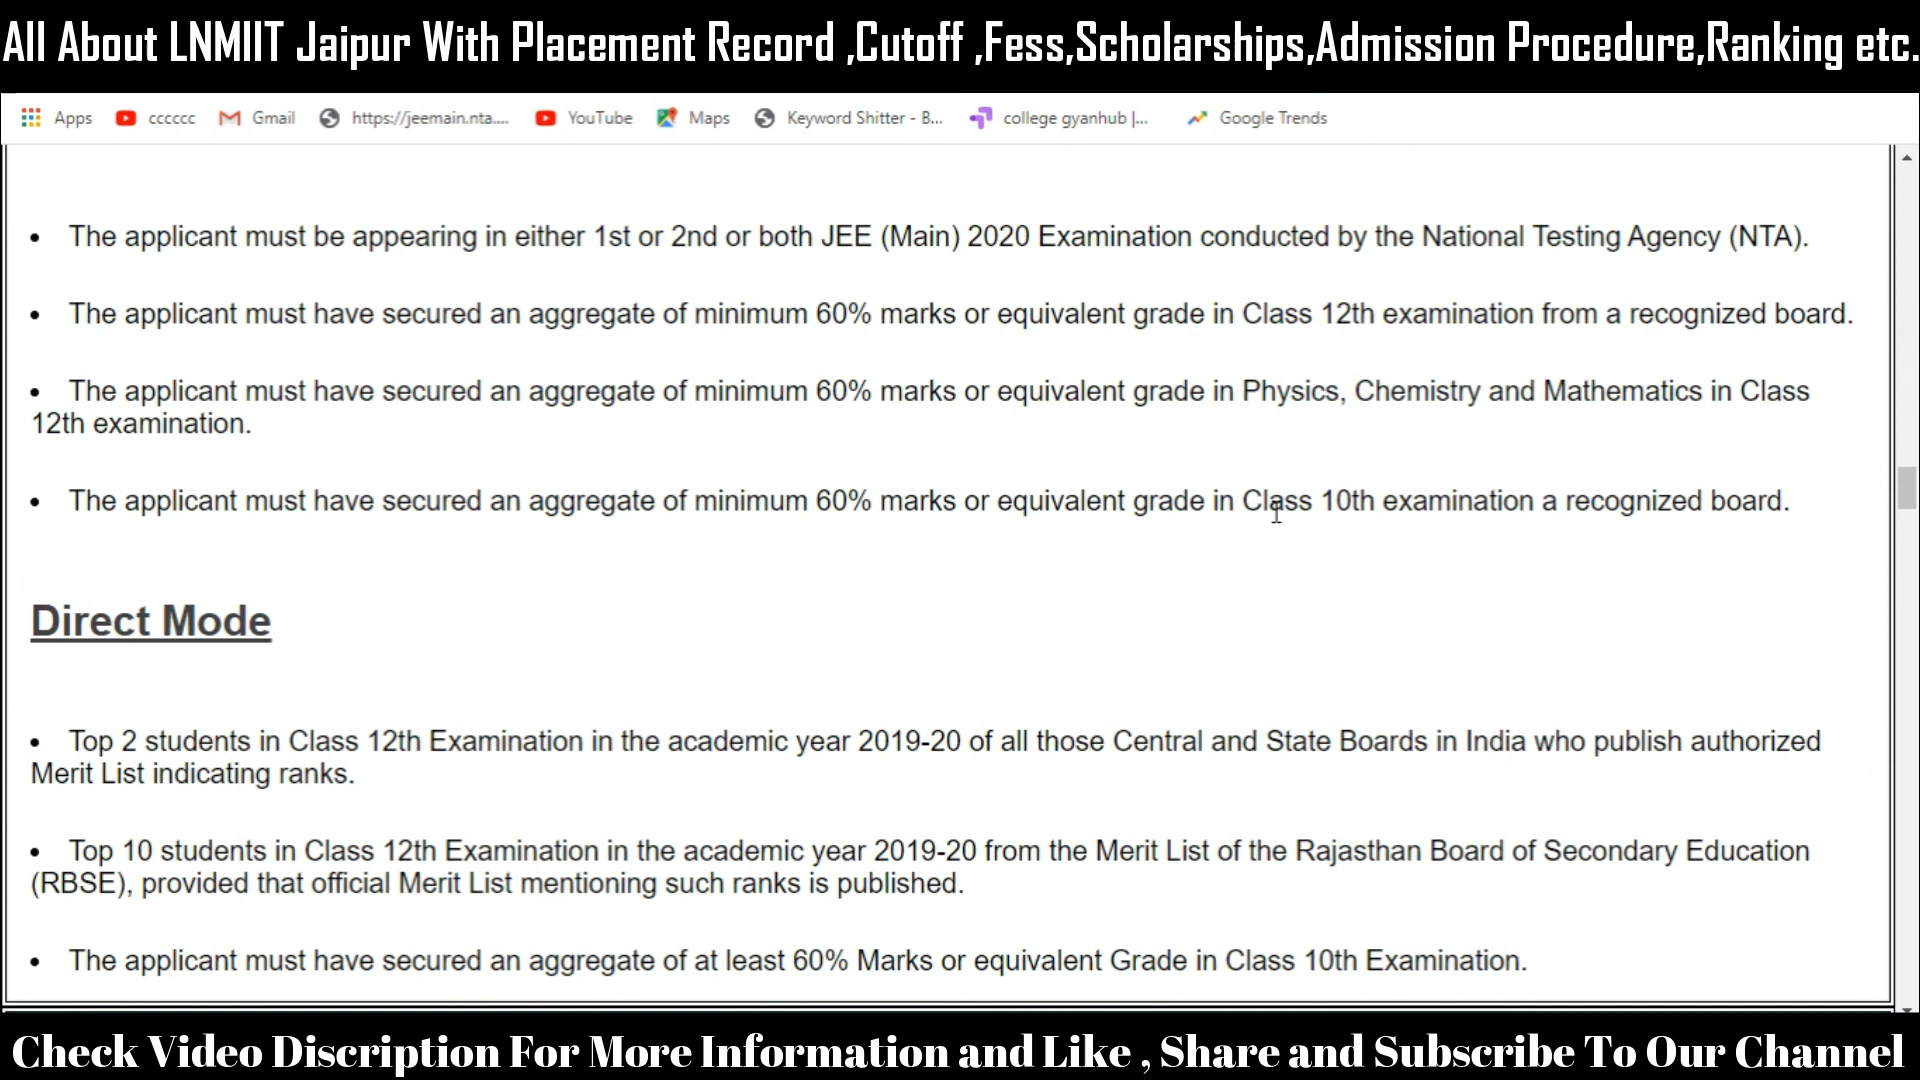 All About LNMIIT Jaipur With Placement Record ,Cutoff ,Fess,Scholarships,Admission Procedure,Ranking etc.
Apps cccccc Gmail https://jeemain.nta.... YouTube Maps Keyword Shitter - B... college gyanhub |... Google Trends
• The applicant must be appearing in either 1st or 2nd or both JEE (Main) 2020 Examination conducted by the National Testing Agency (NTA).
• The applicant must have secured an aggregate of minimum 60% marks or equivalent grade in Class 12th examination from a recognized board.
• The applicant must have secured an aggregate of minimum 60% marks or equivalent grade in Physics, Chemistry and Mathematics in Class
12th examination.
• The applicant must have secured an aggregate of minimum 60% marks or equivalent grade in Class 10th examination a recognized board.
Direct Mode
• Top 2 students in Class 12th Examination in the academic year 2019-20 of all those Central and State Boards in India who publish authorized
Merit List indicating ranks.
• Top 10 students in Class 12th Examination in the academic year 2019-20 from the Merit List of the Rajasthan Board of Secondary Education
(RBSE), provided that official Merit List mentioning such ranks is published.
• The applicant must have secured an aggregate of at least 60% Marks or equivalent Grade in Class 10th Examination.
Check Video Discription For More Information and Like , Share and Subscribe To Our Channel